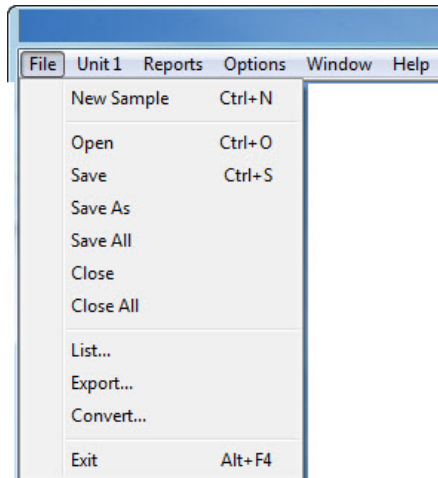 File Unit 1 Reports Options Window Help
New Sample Ctrl+N
Open Ctrl+O
Save Ctrl+S
Save As
Save All
Close
Close All
List...
Export...
Convert...
Exit Alt+F4